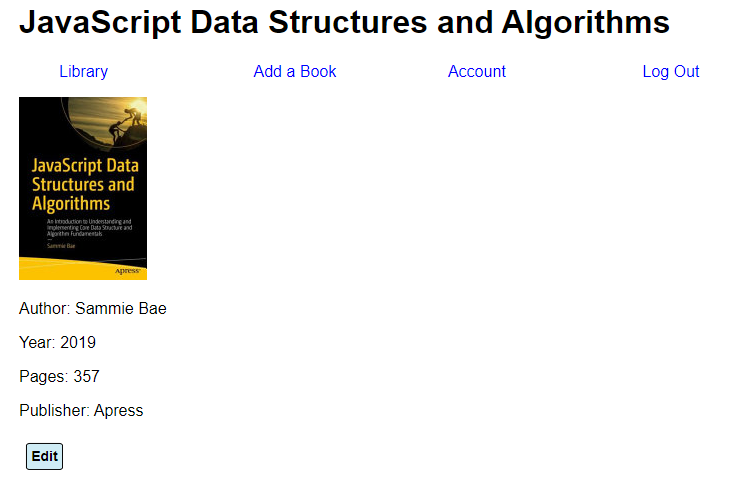 JavaScript Data Structures and Algorithms
Library Add a Book Account Log Out
JavaScript Data
Structures and
Algorithms
An Introduction to Understanding and
Implementing Core Data Structure and
Algorithm Fundamentals
—
Sammie Bae
Apress®
Author: Sammie Bae
Year: 2019
Pages: 357
Publisher: Apress
Edit